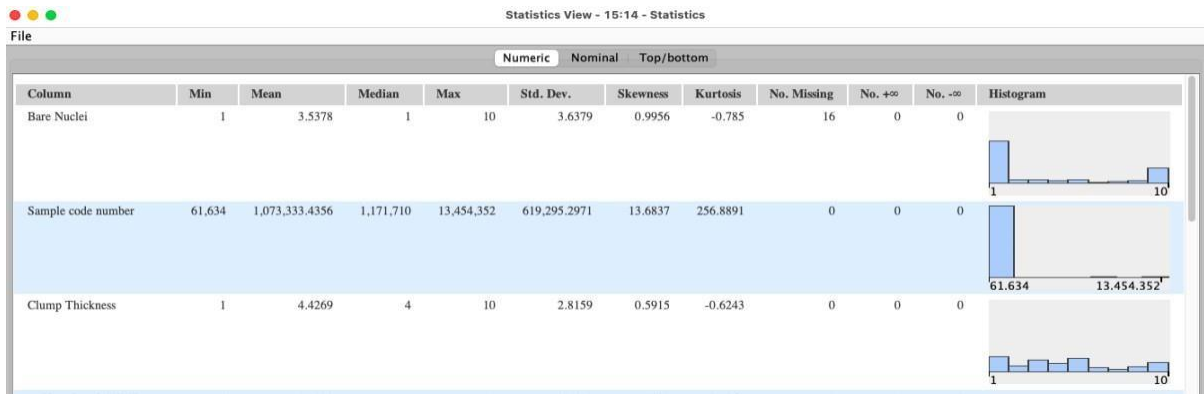 Statistics View - 15:14 - Statistics
File
Numeric Nominal Top/bottom
Column Min Mean Median Max Std. Dev. Skewness Kurtosis No. Missing No. +∞ No. -∞ Histogram
Bare Nuclei 1 3.5378 1 10 3.6379 0.9956 -0.785 16 0 0
1 10
Sample code number 61,634 1,073,333.4356 1,171,710 13,454,352 619,295.2971 13.6837 256.8891 0 0 0
61.634 13.454.352
Clump Thickness 1 4.4269 4 10 2.8159 0.5915 -0.6243 0 0 0
1 10